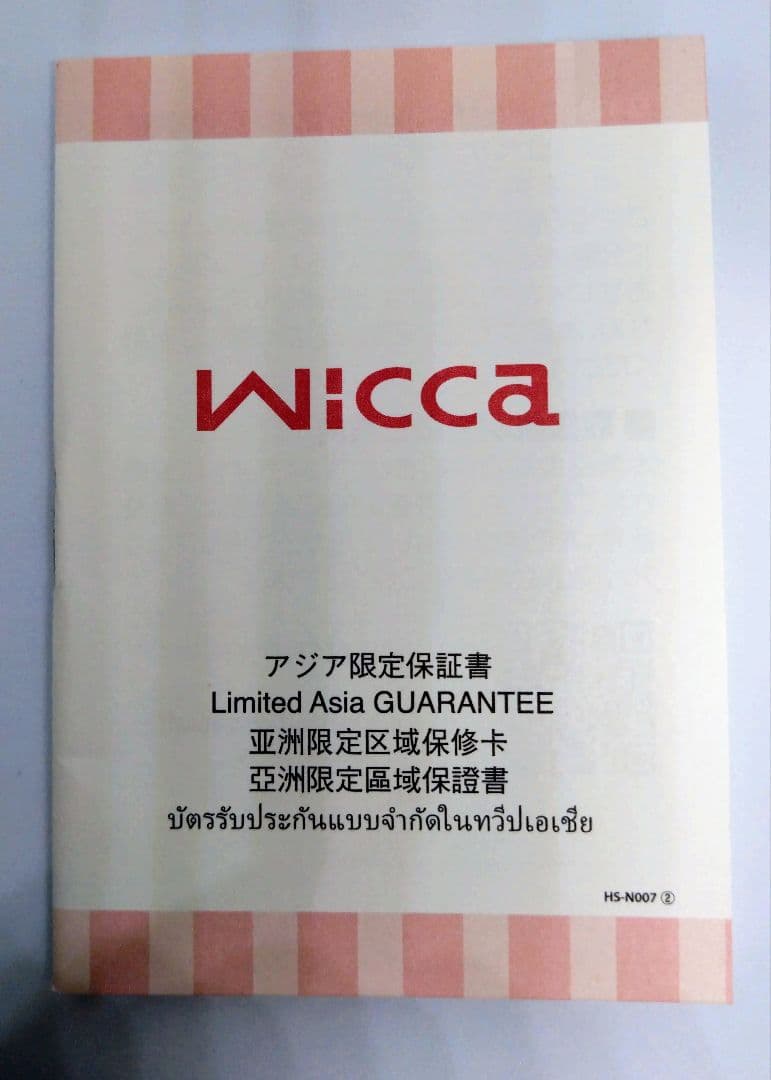 wicca
アジア限定保証書
Limited Asia GUARANTEE
亚洲限定区域保修卡
亞洲限定區域保證書
บัตรรับประกันแบบจำกัดในทวีปเอเชีย
HS-N007 ②